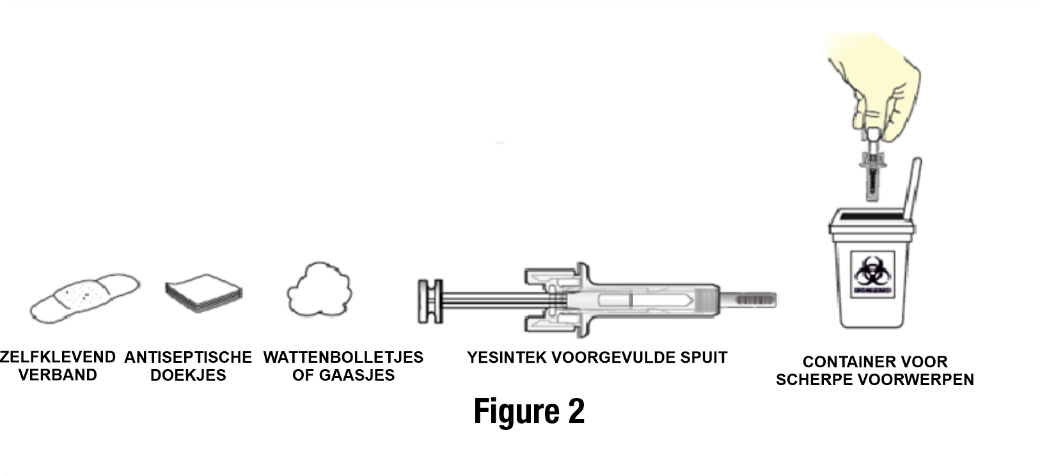 ZELFKLEVEND VERBAND
ANTISEPTISCHE DOEKJES
WATTENBOLLETJES OF GAASJES
YESINTEK VOORGEVULDE SPUIT
CONTAINER VOOR SCHERPE VOORWERPEN
Figure 2